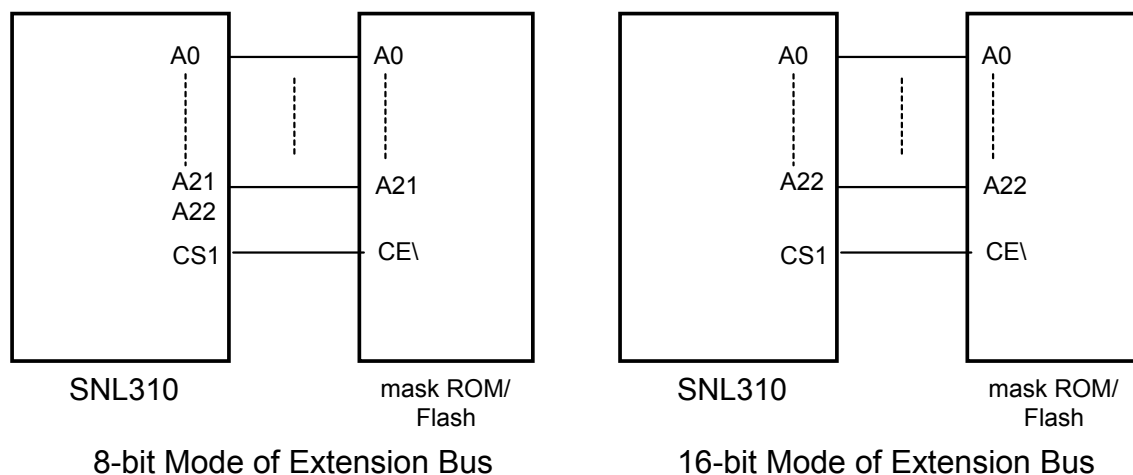 A0
A0
A21
A21
A22
CS1
CE\
SNL310
mask ROM/
Flash
8-bit Mode of Extension Bus
A0
A0
A22
A22
CS1
CE\
SNL310
mask ROM/
Flash
16-bit Mode of Extension Bus